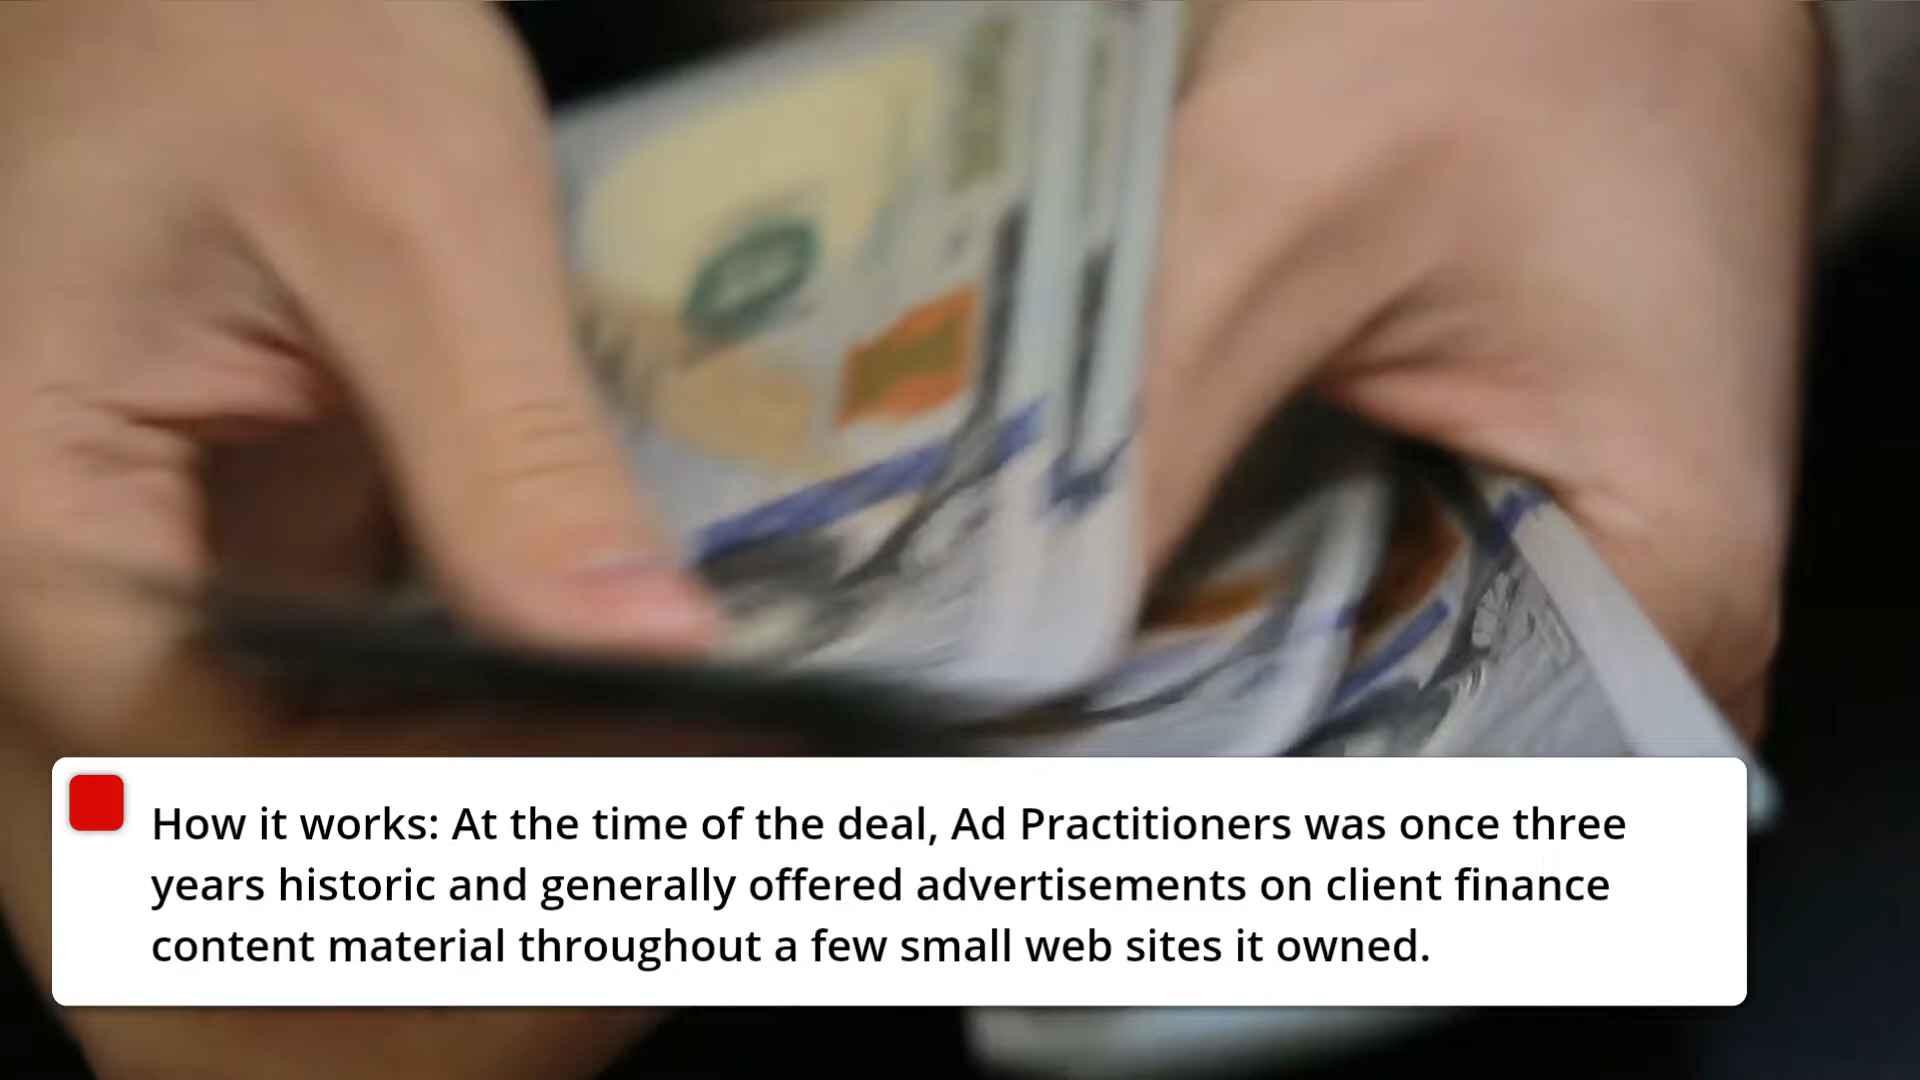 How it works: At the time of the deal, Ad Practitioners was once three
years historic and generally offered advertisements on client finance
content material throughout a few small web sites it owned.